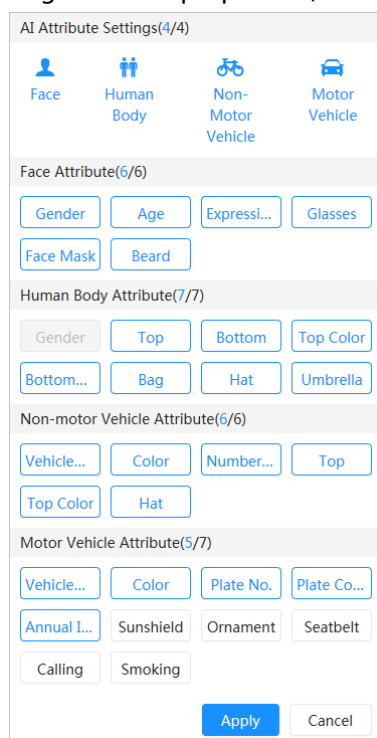 AI Attribute Settings(4/4)
Face Human Non- Motor
Body Motor Vehicle
Vehicle
Face Attribute(6/6)
Gender Age Expressi... Glasses
Face Mask Beard
Human Body Attribute(7/7)
Gender Top Bottom Top Color
Bottom... Bag Hat Umbrella
Non-motor Vehicle Attribute(6/6)
Vehicle... Color Number... Top
Top Color Hat
Motor Vehicle Attribute(5/7)
Vehicle... Color Plate No. Plate Co...
Annual I... Sunshield Ornament Seatbelt
Calling Smoking
Apply Cancel